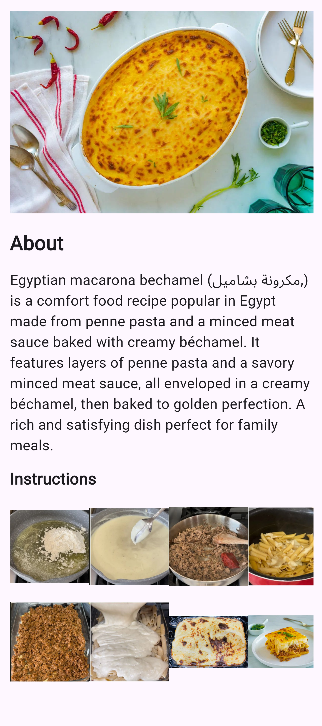 About
Egyptian macarona bechamel (مكرونة بشاميل,)
is a comfort food recipe popular in Egypt
made from penne pasta and a minced meat
sauce baked with creamy béchamel. It
features layers of penne pasta and a savory
minced meat sauce, all enveloped in a creamy
béchamel, then baked to golden perfection. A
rich and satisfying dish perfect for family
meals.
Instructions